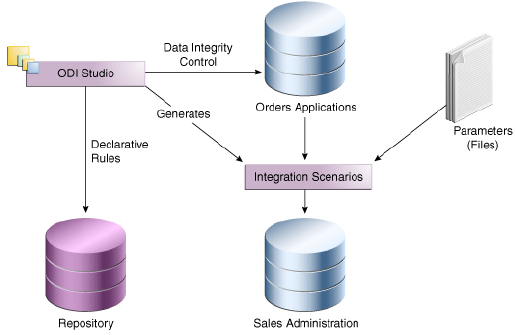 Data Integrity
Control
ODI Studio
Orders Applications
Generates
Parameters
(Files)
Declarative
Rules
Integration Scenarios
Repository
Sales Administration